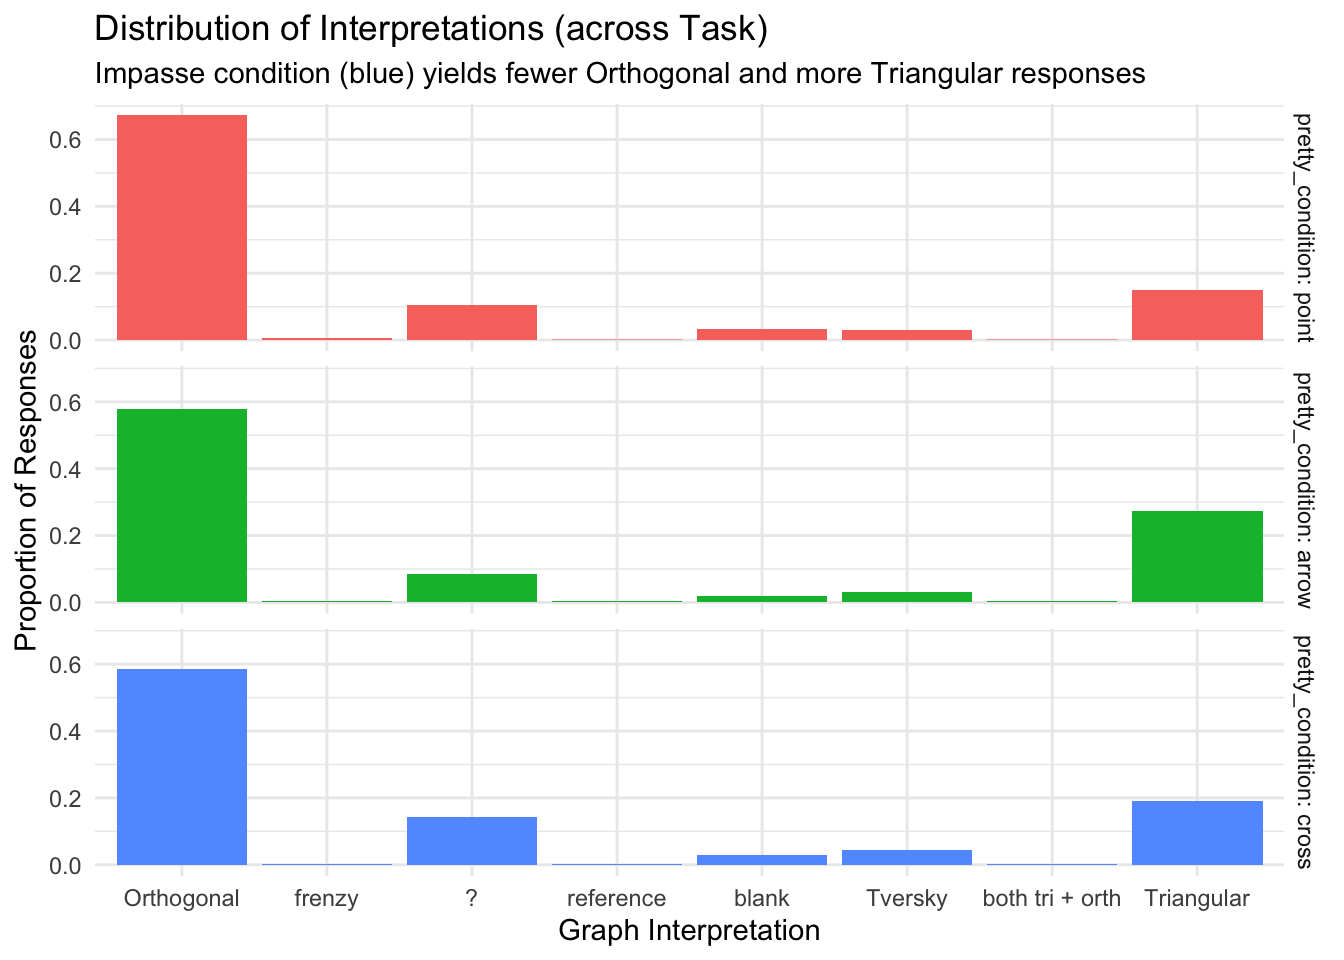 Distribution of Interpretations (across Task)
Impasse condition (blue) yields fewer Orthogonal and more Triangular responses
Proportion of Responses
0.6
0.4
0.2
0.0
pretty_condition: point
0.6
0.4
0.2
0.0
pretty_condition: arrow
0.6
0.4
0.2
0.0
pretty_condition: cross
Orthogonal frenzy ? reference blank Tversky both tri + orth Triangular
Graph Interpretation